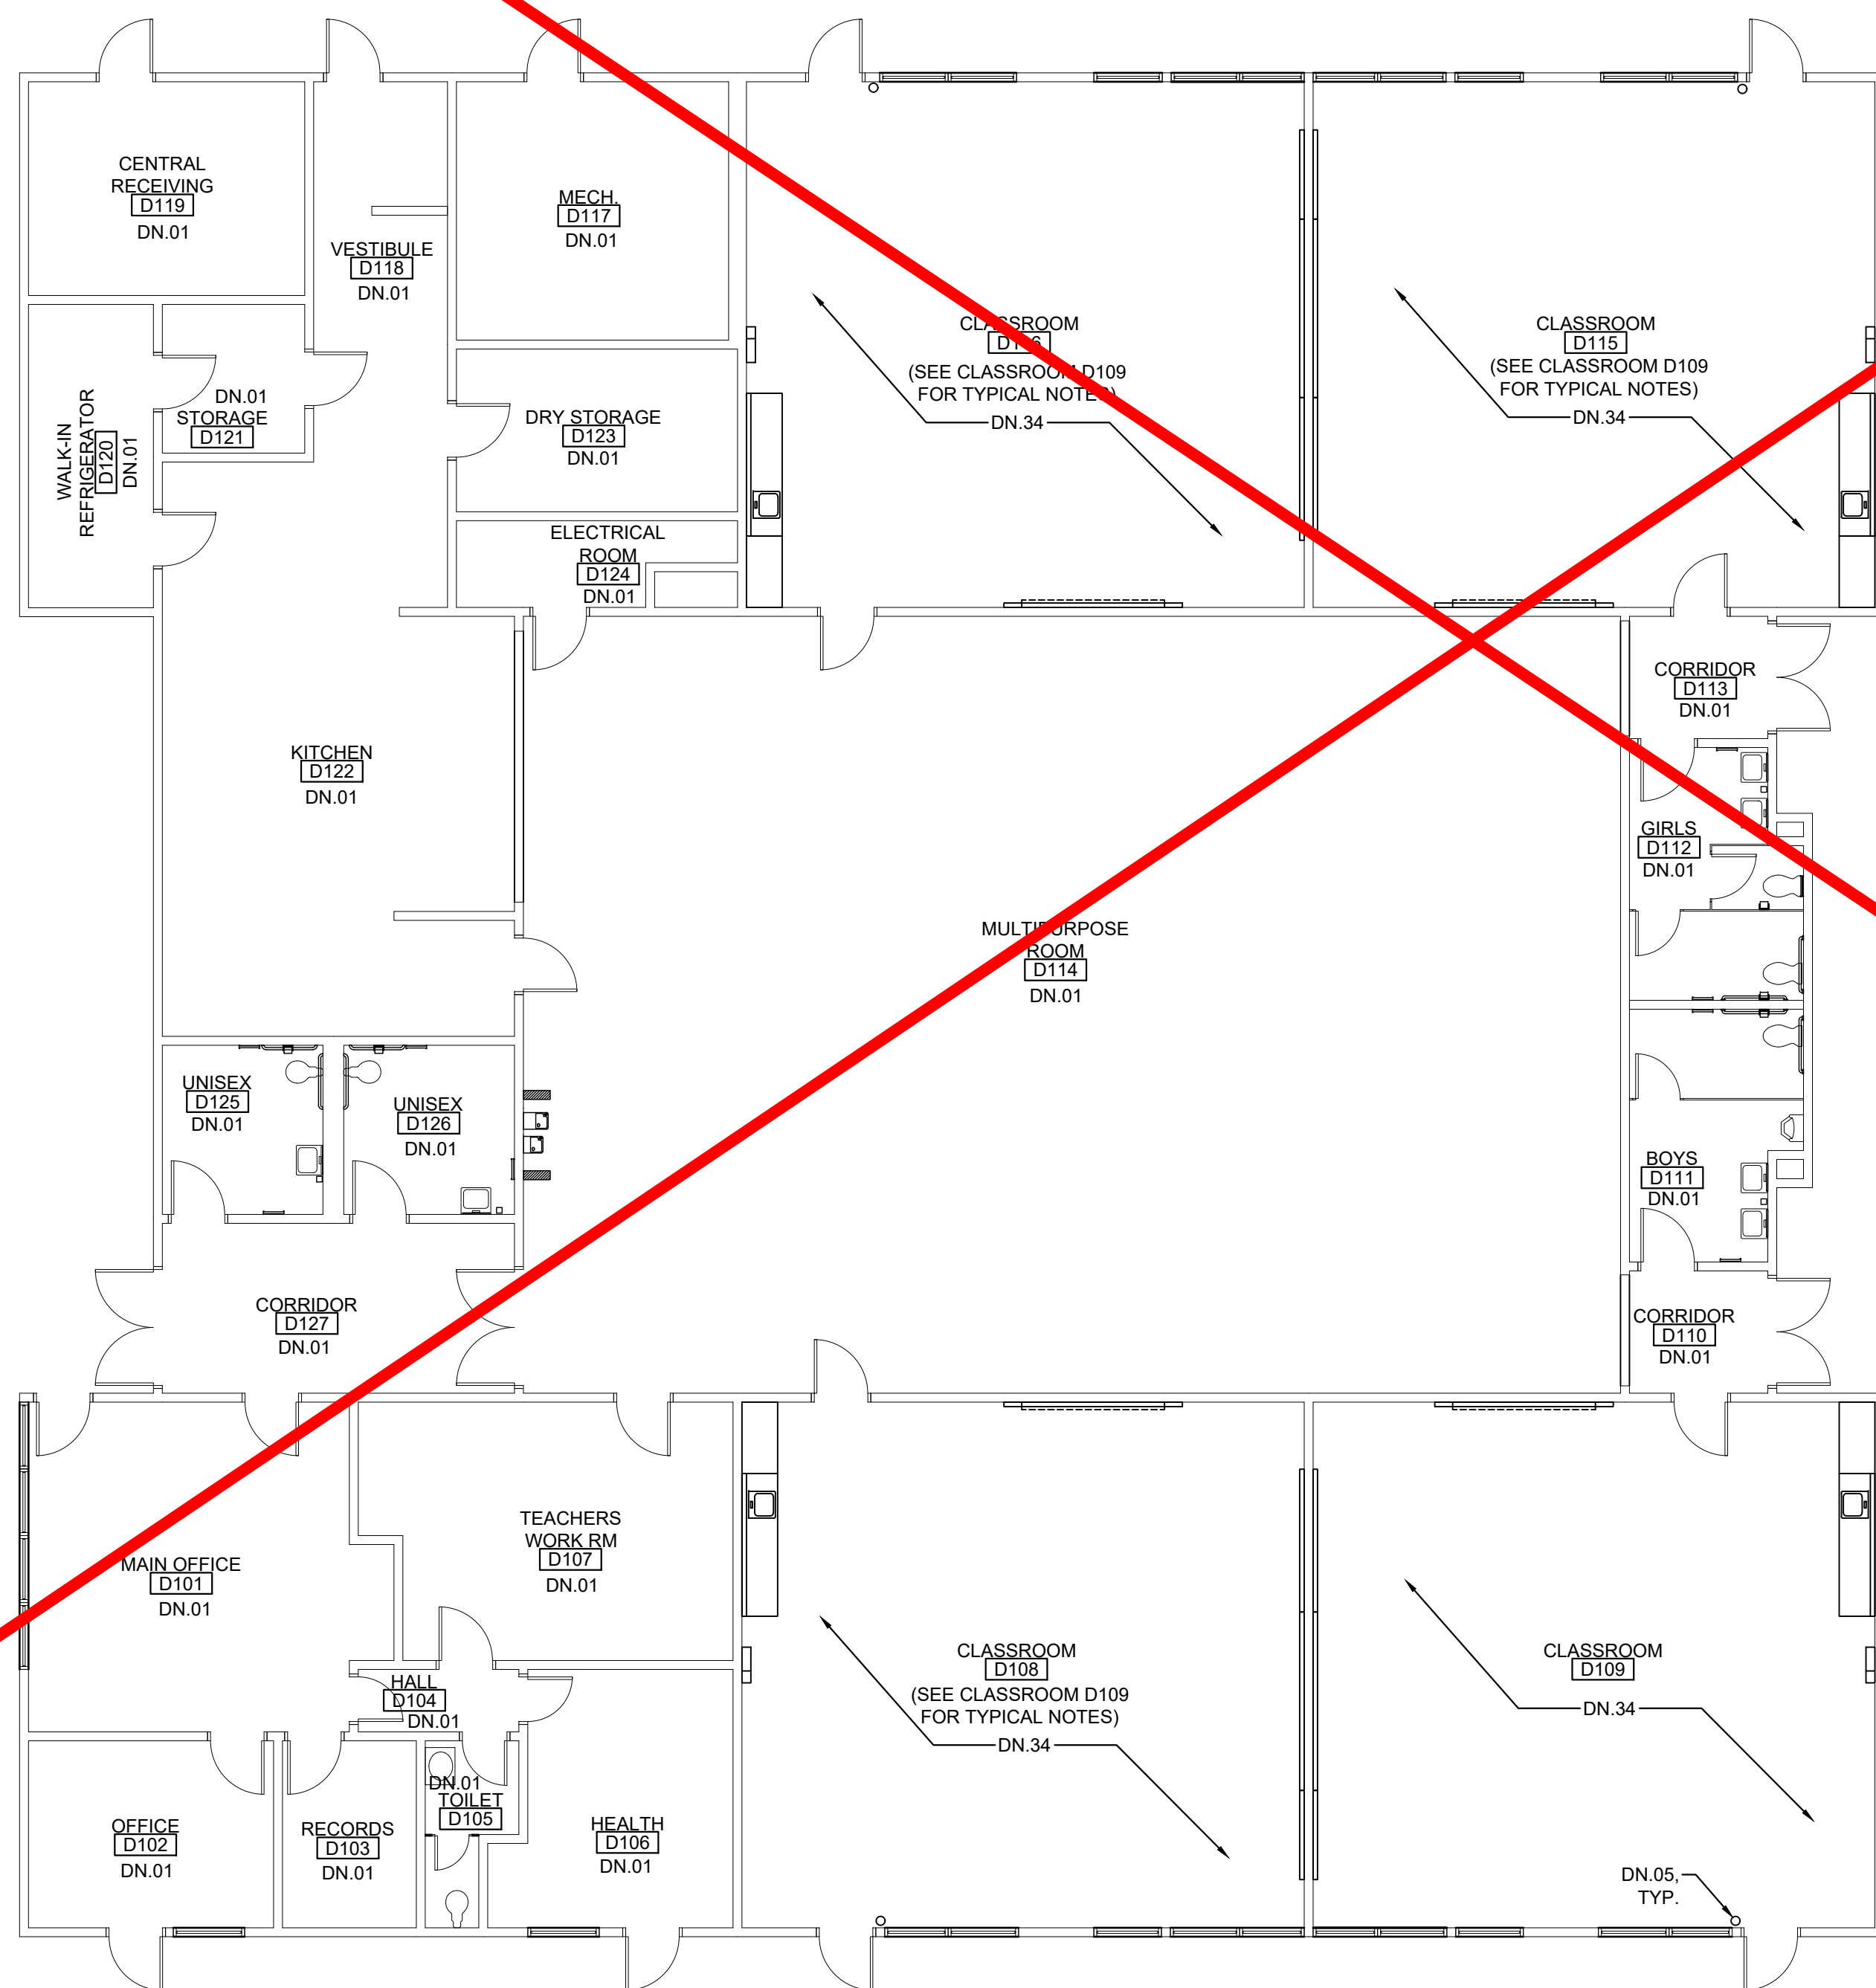 CENTRAL
RECEIVING
D119
DN.01
VESTIBULE
D118
DN.01
MECH.
D117
DN.01
CLASSROOM
D116
(SEE CLASSROOM D109
FOR TYPICAL NOTES)
DN.34
CLASSROOM
D115
(SEE CLASSROOM D109
FOR TYPICAL NOTES)
DN.34
WALK-IN
REFRIGERATOR
D120
DN.01
DN.01
STORAGE
D121
DRY STORAGE
D123
DN.01
ELECTRICAL
ROOM
D124
DN.01
CORRIDOR
D113
DN.01
KITCHEN
D122
DN.01
GIRLS
D112
DN.01
MULTIPURPOSE
ROOM
D114
DN.01
UNISEX
D125
DN.01
UNISEX
D126
DN.01
BOYS
D111
DN.01
CORRIDOR
D127
DN.01
CORRIDOR
D110
DN.01
MAIN OFFICE
D101
DN.01
TEACHERS
WORK RM
D107
DN.01
HALL
D104
DN.01
CLASSROOM
D108
(SEE CLASSROOM D109
FOR TYPICAL NOTES)
DN.34
CLASSROOM
D109
DN.34
OFFICE
D102
DN.01
RECORDS
D103
DN.01
DN.01
TOILET
D105
HEALTH
D106
DN.01
DN.05,
TYP.